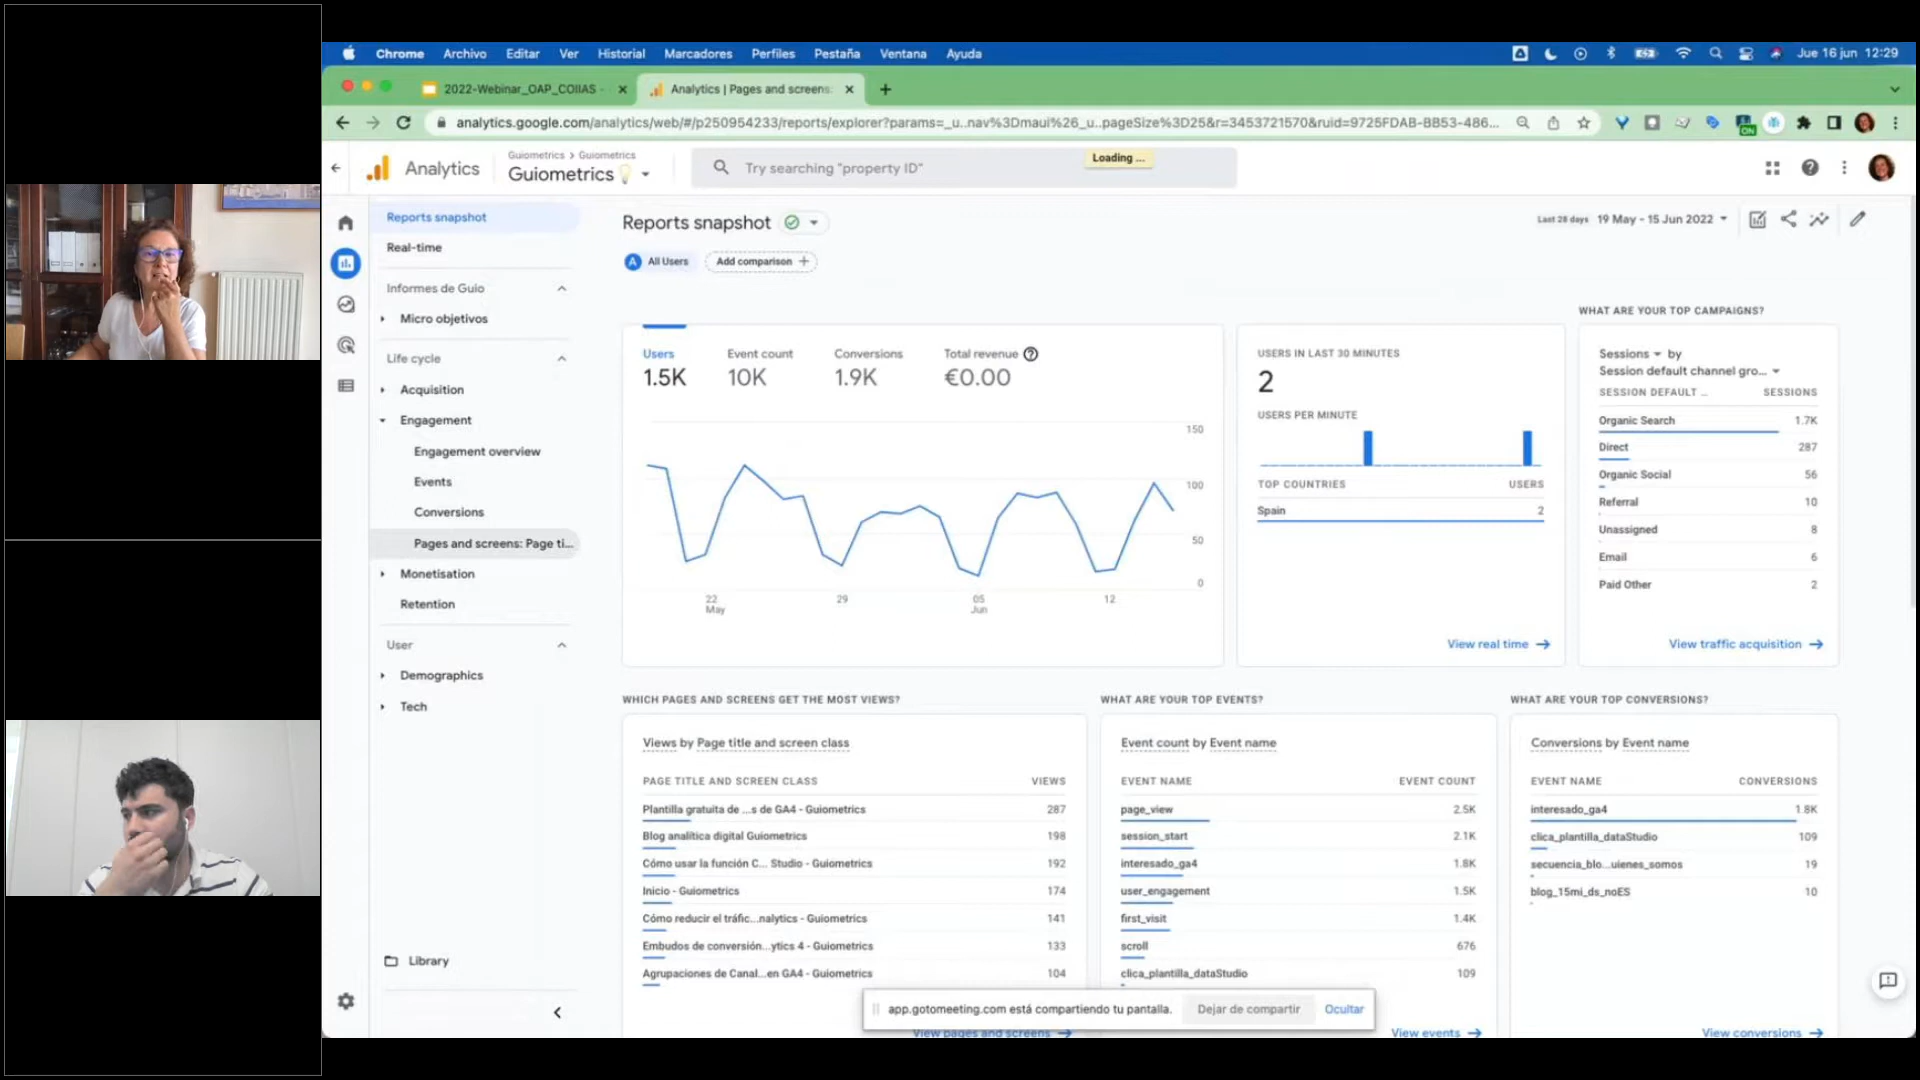 Chrome Archivo Editar Ver Historial Marcadores Perfiles Pestaña Ventana Ayuda
Jue 16 jun 12:29
2022-Webinar_OAP_COIIAS -
Analytics | Pages and screens:
analytics.google.com/analytics/web/#/p250954233/reports/explorer?params=_u..nav%3Dmaui%26_u..pageSize%3D25&r=3453721570&ruid=9725FDAB-BB53-486...
ON
Analytics
Guiometrics > Guiometrics
Guiometrics
Try searching "property ID"
Loading ...
Reports snapshot
Real-time
Informes de Guio
Micro objetivos
Life cycle
Acquisition
Engagement
Engagement overview
Events
Conversions
Pages and screens: Page ti...
Monetisation
Retention
User
Demographics
Tech
Library
Reports snapshot
Last 28 days 19 May - 15 Jun 2022
A All Users
Add comparison +
Users
1.5K
Event count
10K
Conversions
1.9K
Total revenue
€0.00
150
100
50
0
22 May
29
05 Jun
12
USERS IN LAST 30 MINUTES
2
USERS PER MINUTE
TOP COUNTRIES USERS
Spain 2
View real time →
WHAT ARE YOUR TOP CAMPAIGNS?
Sessions by
Session default channel gro...
SESSION DEFAULT ... SESSIONS
Organic Search 1.7K
Direct 287
Organic Social 56
Referral 10
Unassigned 8
Email 6
Paid Other 2
View traffic acquisition →
WHICH PAGES AND SCREENS GET THE MOST VIEWS?
Views by Page title and screen class
PAGE TITLE AND SCREEN CLASS VIEWS
Plantilla gratuita de ...s de GA4 - Guiometrics 287
Blog analítica digital Guiometrics 198
Cómo usar la función C... Studio - Guiometrics 192
Inicio - Guiometrics 174
Cómo reducir el tráfic...nalytics - Guiometrics 141
Embudos de conversión...ytics 4 - Guiometrics 133
Agrupaciones de Canal...en GA4 - Guiometrics 104
View pages and screens →
WHAT ARE YOUR TOP EVENTS?
Event count by Event name
EVENT NAME EVENT COUNT
page_view 2.5K
session_start 2.1K
interesado_ga4 1.8K
user_engagement 1.5K
first_visit 1.4K
scroll 676
clica_plantilla_dataStudio 109
View events →
WHAT ARE YOUR TOP CONVERSIONS?
Conversions by Event name
EVENT NAME CONVERSIONS
interesado_ga4 1.8K
clica_plantilla_dataStudio 109
secuencia_blo...uienes_somos 19
blog_15mi_ds_noES 10
View conversions →
app.gotomeeting.com está compartiendo tu pantalla. Dejar de compartir Ocultar